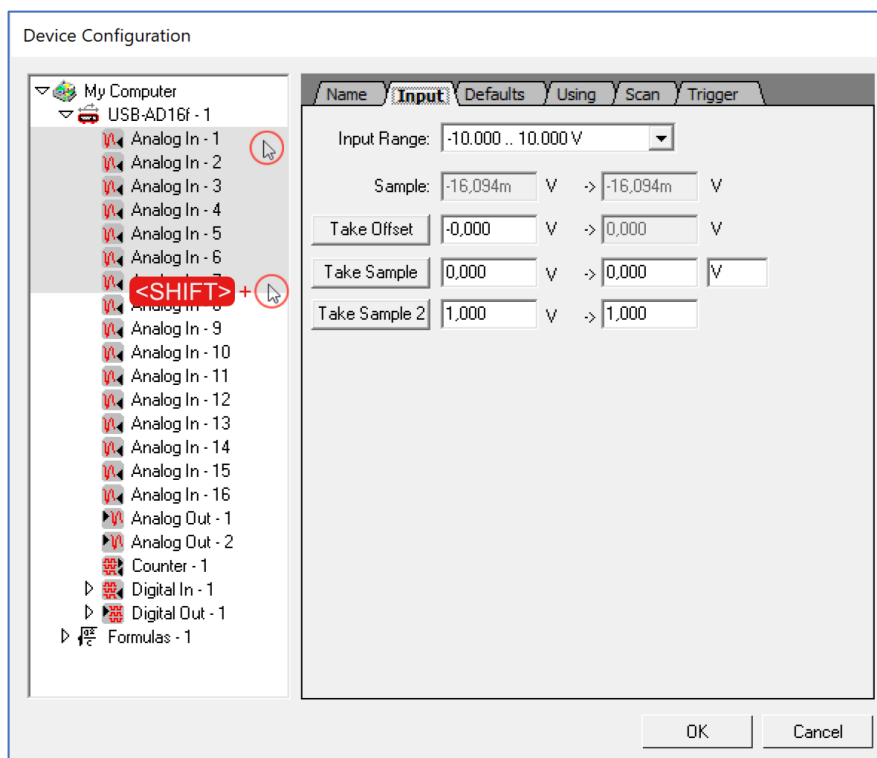 Device Configuration
My Computer
USB-AD16f - 1
Analog In - 1
Analog In - 2
Analog In - 3
Analog In - 4
Analog In - 5
Analog In - 6
<SHIFT> +
Analog In - 9
Analog In - 10
Analog In - 11
Analog In - 12
Analog In - 13
Analog In - 14
Analog In - 15
Analog In - 16
Analog Out - 1
Analog Out - 2
Counter - 1
Digital In - 1
Digital Out - 1
Formulas - 1
Name Input Defaults Using Scan Trigger
Input Range: -10.000 .. 10.000 V
Sample: -16,094m V -> -16,094m V
Take Offset -0,000 V -> 0,000 V
Take Sample 0,000 V -> 0,000 V
Take Sample 2 1,000 V -> 1,000
OK Cancel